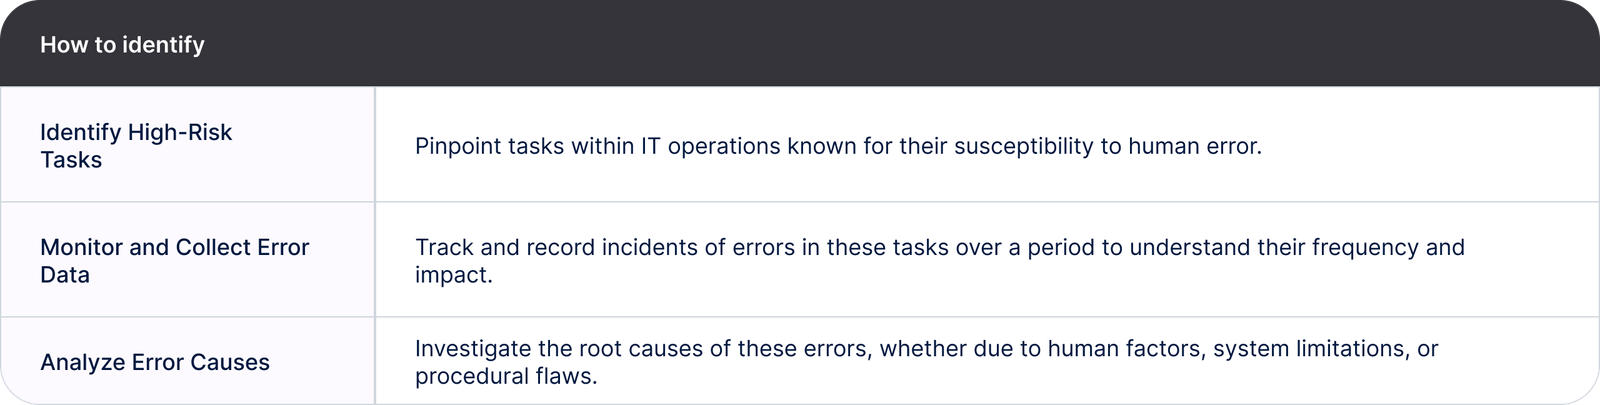 How to identify
Identify High-Risk
Tasks
Pinpoint tasks within IT operations known for their susceptibility to human error.
Monitor and Collect Error
Data
Track and record incidents of errors in these tasks over a period to understand their frequency and
impact.
Analyze Error Causes
Investigate the root causes of these errors, whether due to human factors, system limitations, or
procedural flaws.